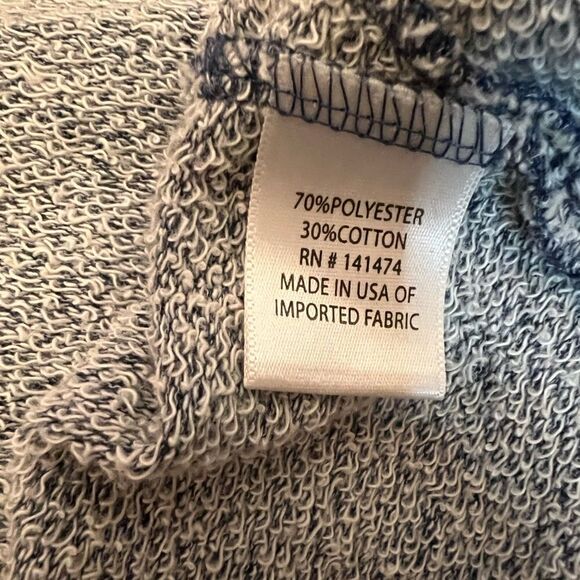 70%POLYESTER
30%COTTON
RN # 141474
MADE IN USA OF
IMPORTED FABRIC